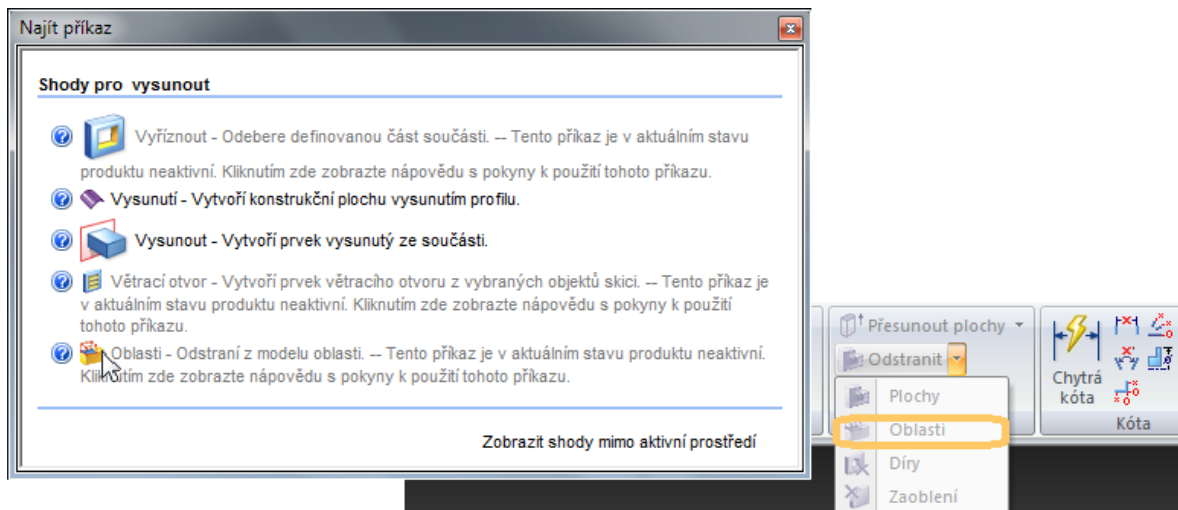 Najít příkaz
Shody pro vysunout
Vyříznout - Odebere definovanou část součásti. -- Tento příkaz je v aktuálním stavu
produktu neaktivní. Kliknutím zde zobrazte nápovědu s pokyny k použití tohoto příkazu.
Vysunutí - Vytvoří konstrukční plochu vysunutím profilu.
Vysunout - Vytvoří prvek vysunutý ze součásti.
Větrací otvor - Vytvoří prvek větracího otvoru z vybraných objektů skici. -- Tento příkaz je
v aktuálním stavu produktu neaktivní. Kliknutím zde zobrazte nápovědu s pokyny k použití
tohoto příkazu.
Oblasti - Odstraní z modelu oblasti. -- Tento příkaz je v aktuálním stavu produktu neaktivní.
Kliknutím zde zobrazte nápovědu s pokyny k použití tohoto příkazu.
Zobrazit shody mimo aktivní prostředí
Přesunout plochy
Odstranit
Plochy
Oblasti
Díry
Zaoblení
Chytrá
kóta
Kóta